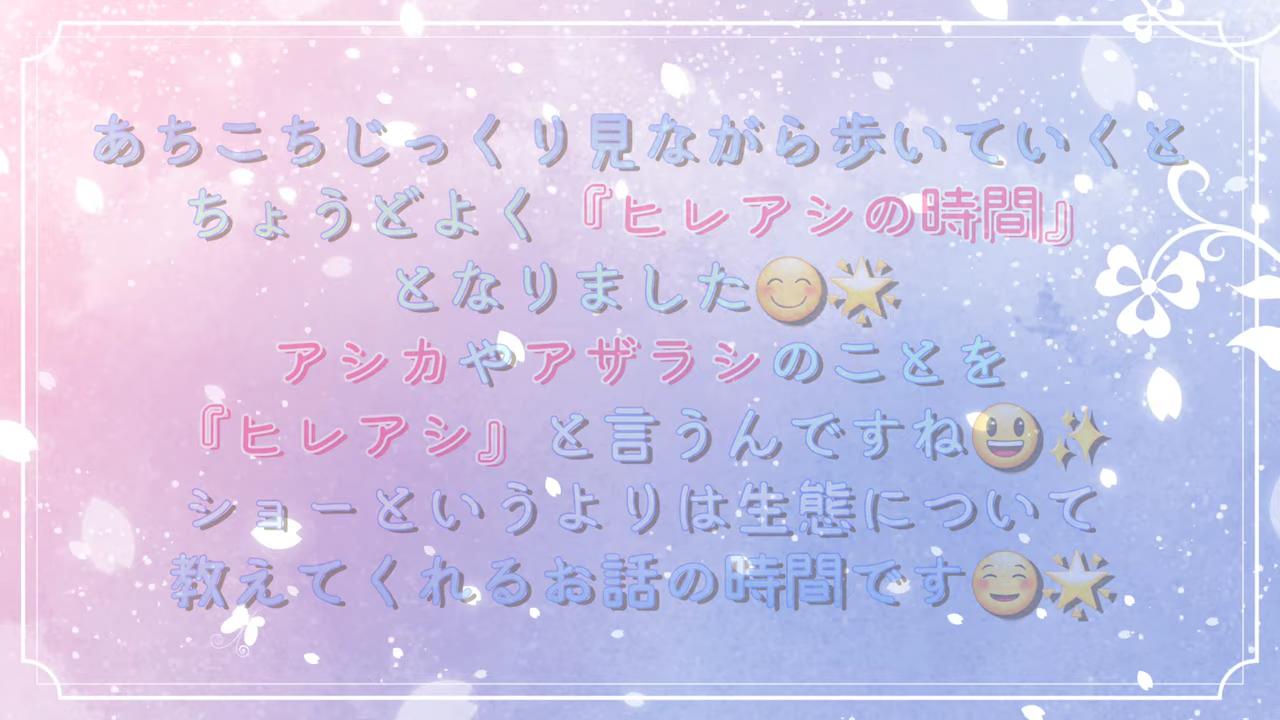 あちこちじっくり見ながら歩いていくと
ちょうどよく『ヒレアシの時間』
となりました😊🌟
アシカやアザラシのことを
『ヒレアシ』と言うんですね😃✨
ショーというよりは生態について
教えてくれるお話の時間です😊🌟